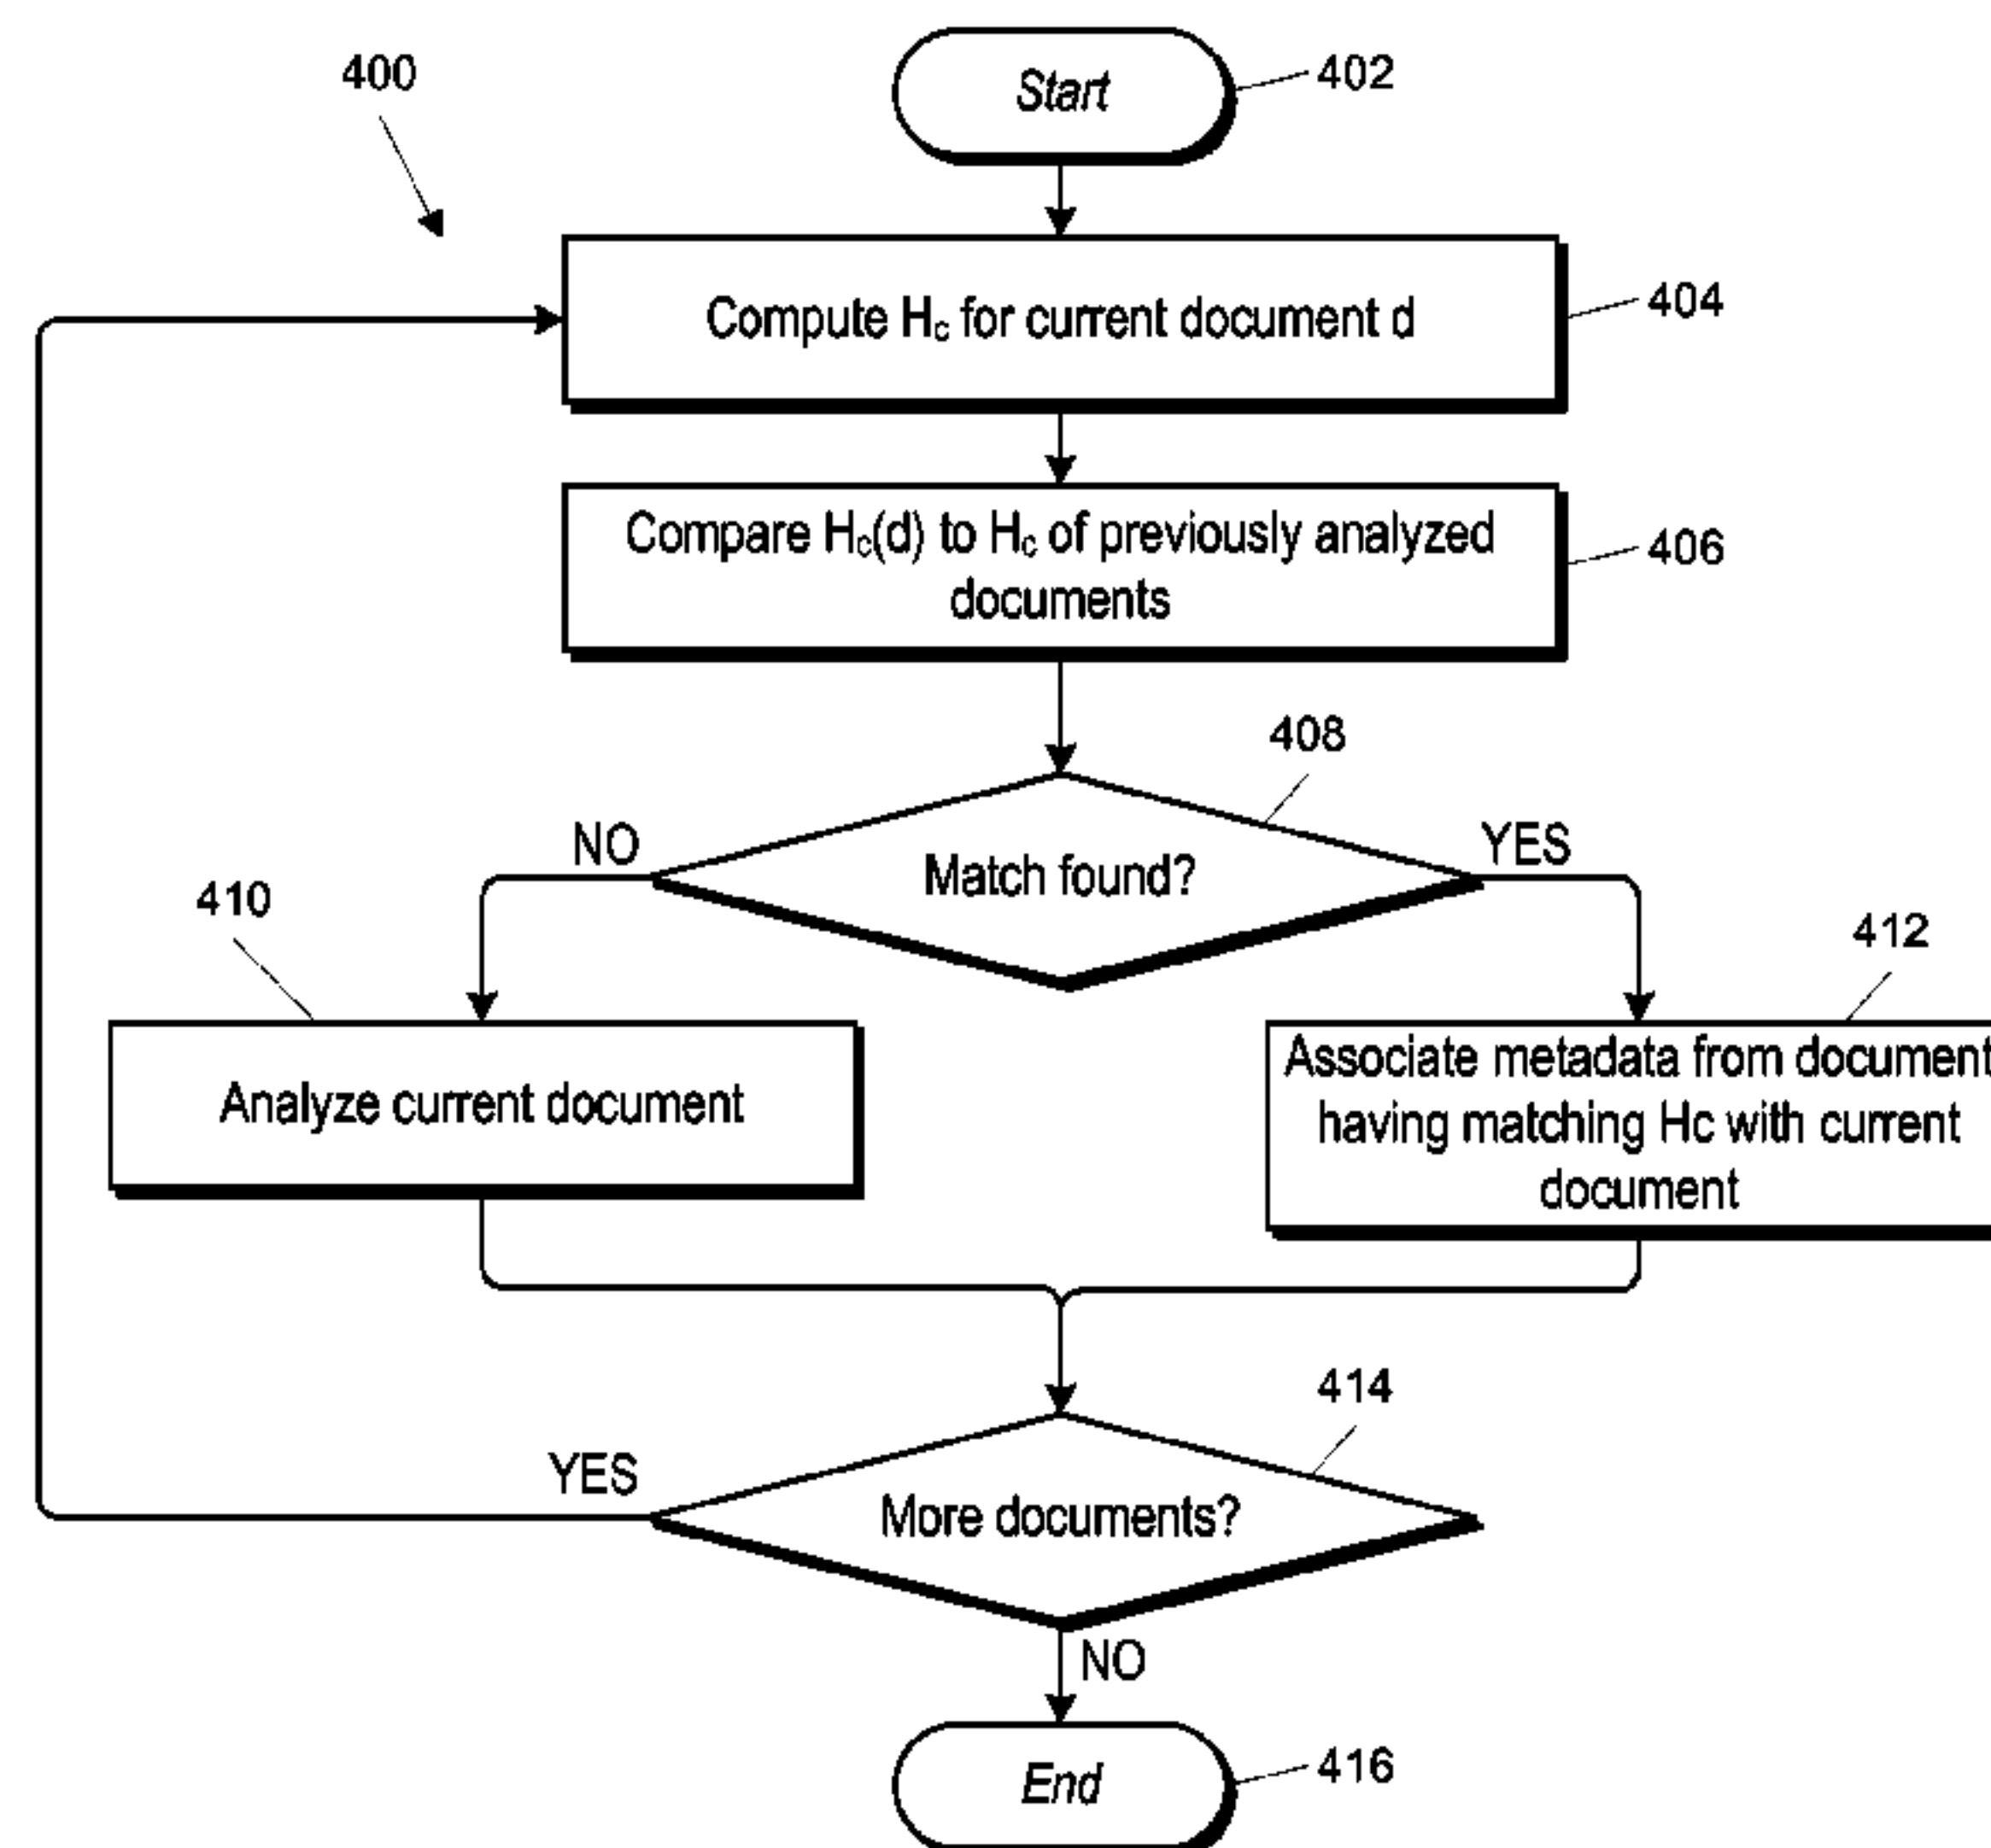 400
Start
402
Compute Hc for current document d
404
Compare Hc(d) to Hc of previously analyzed
documents
406
408
NO
Match found?
YES
410
412
Analyze current document
Associate metadata from document
having matching Hc with current
document
414
YES
More documents?
NO
End
416